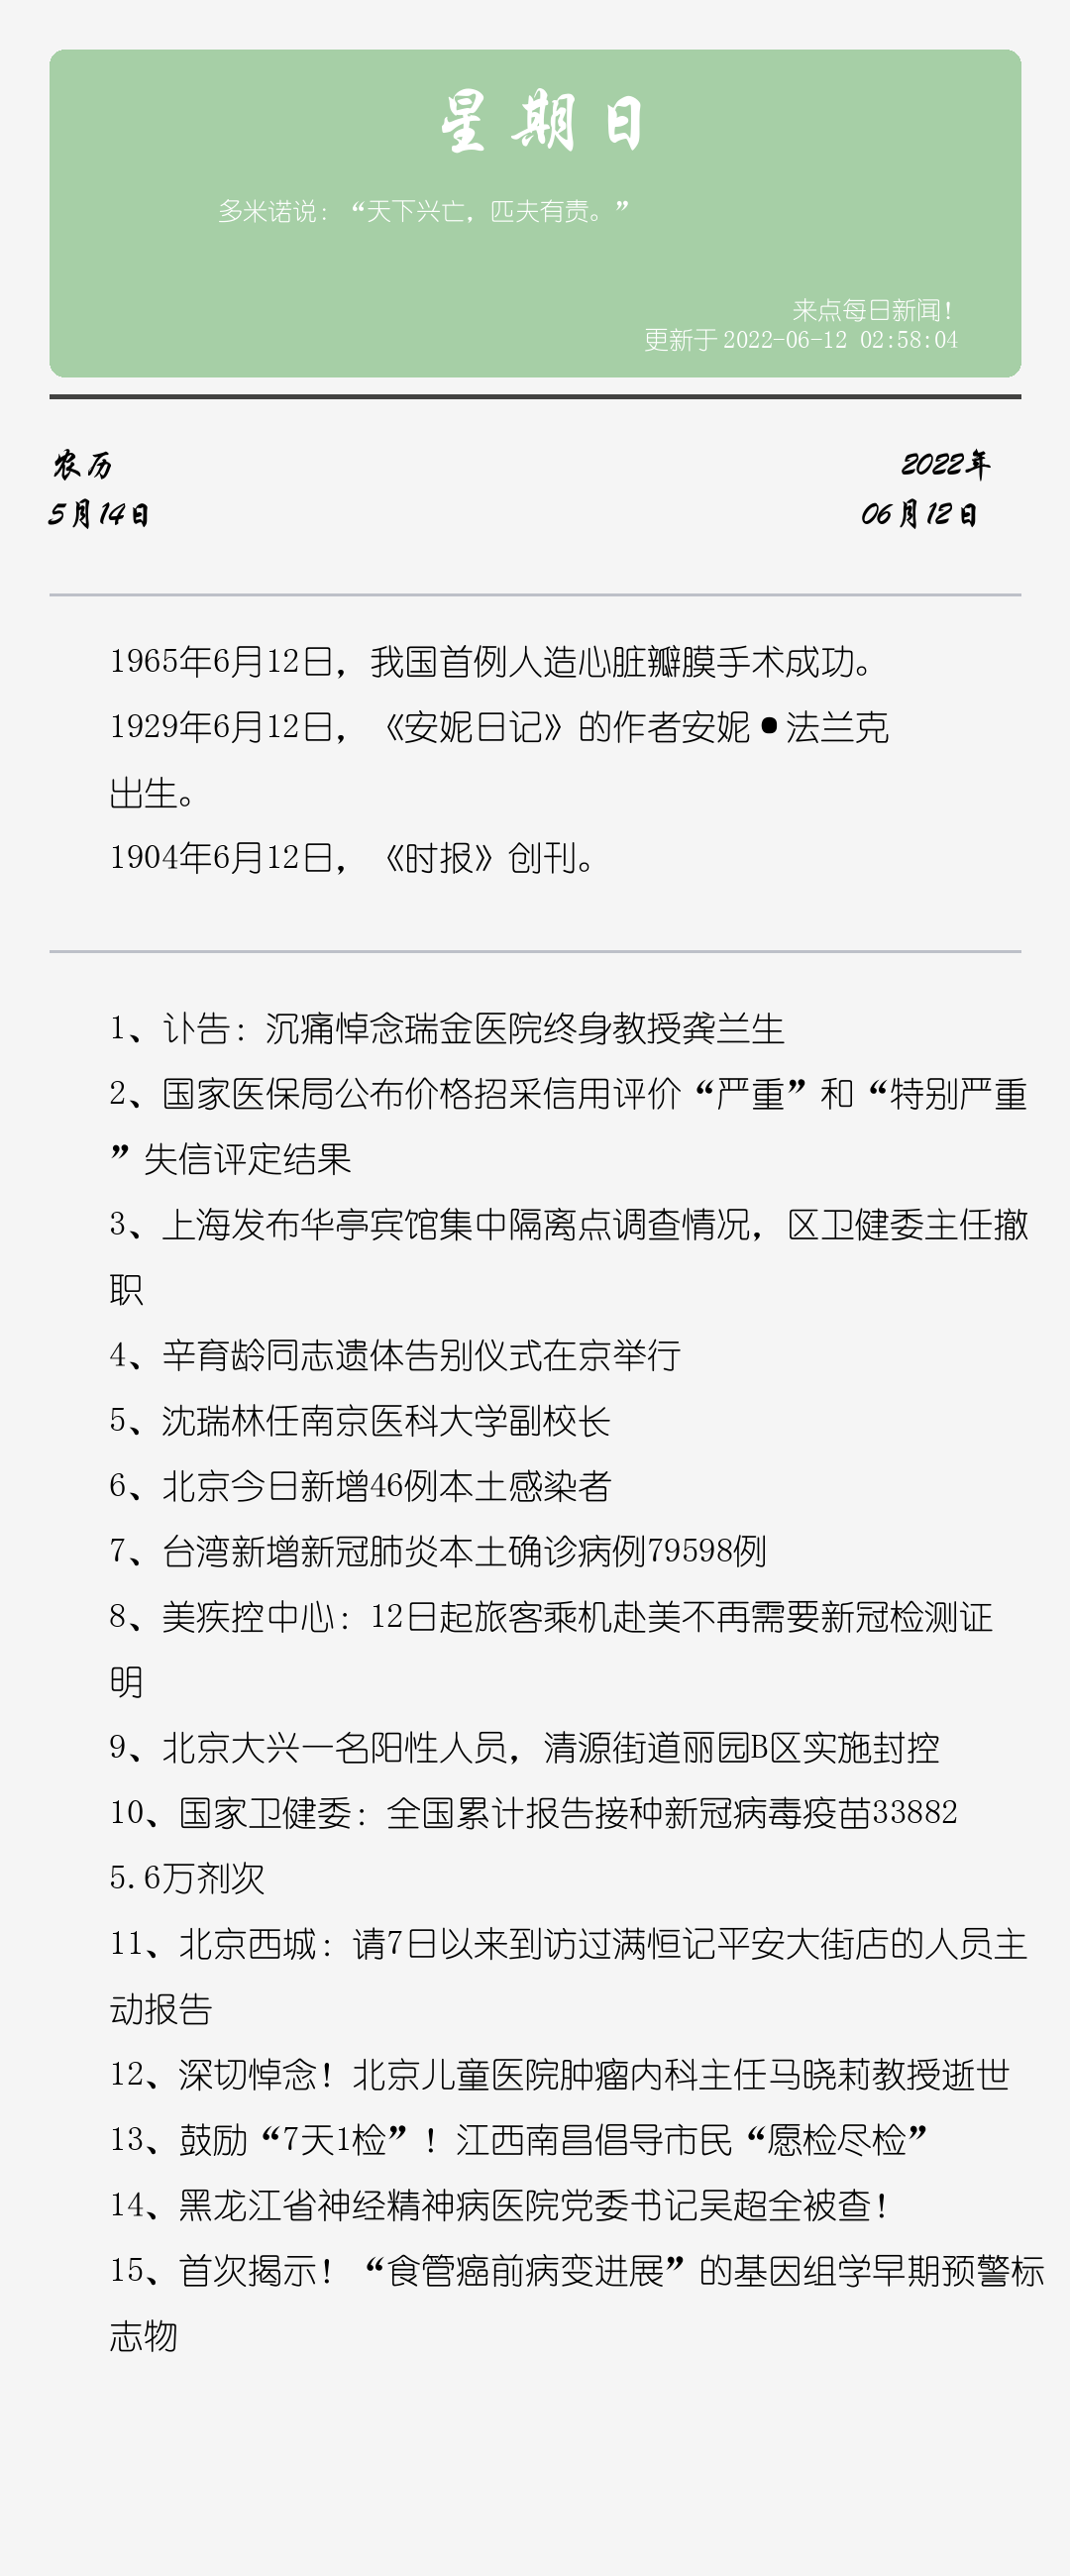 星期日
多米诺说：“天下兴亡，匹夫有责。”
来点每日新闻！
更新于 2022-06-12 02:58:04
农历
2022年
5月14日
06月12日
1965年6月12日，我国首例人造心脏瓣膜手术成功。
1929年6月12日，《安妮日记》的作者安妮•法兰克
出生。
1904年6月12日，《时报》创刊。
1、讣告：沉痛悼念瑞金医院终身教授龚兰生
2、国家医保局公布价格招采信用评价“严重”和“特别严重
”失信评定结果
3、上海发布华亭宾馆集中隔离点调查情况，区卫健委主任撤
职
4、辛育龄同志遗体告别仪式在京举行
5、沈瑞林任南京医科大学副校长
6、北京今日新增46例本土感染者
7、台湾新增新冠肺炎本土确诊病例79598例
8、美疾控中心：12日起旅客乘机赴美不再需要新冠检测证
明
9、北京大兴一名阳性人员，清源街道丽园B区实施封控
10、国家卫健委：全国累计报告接种新冠病毒疫苗33882
5.6万剂次
11、北京西城：请7日以来到访过满恒记平安大街店的人员主
动报告
12、深切悼念！北京儿童医院肿瘤内科主任马晓莉教授逝世
13、鼓励“7天1检”！江西南昌倡导市民“愿检尽检”
14、黑龙江省神经精神病医院党委书记吴超全被查！
15、首次揭示！“食管癌前病变进展”的基因组学早期预警标
志物